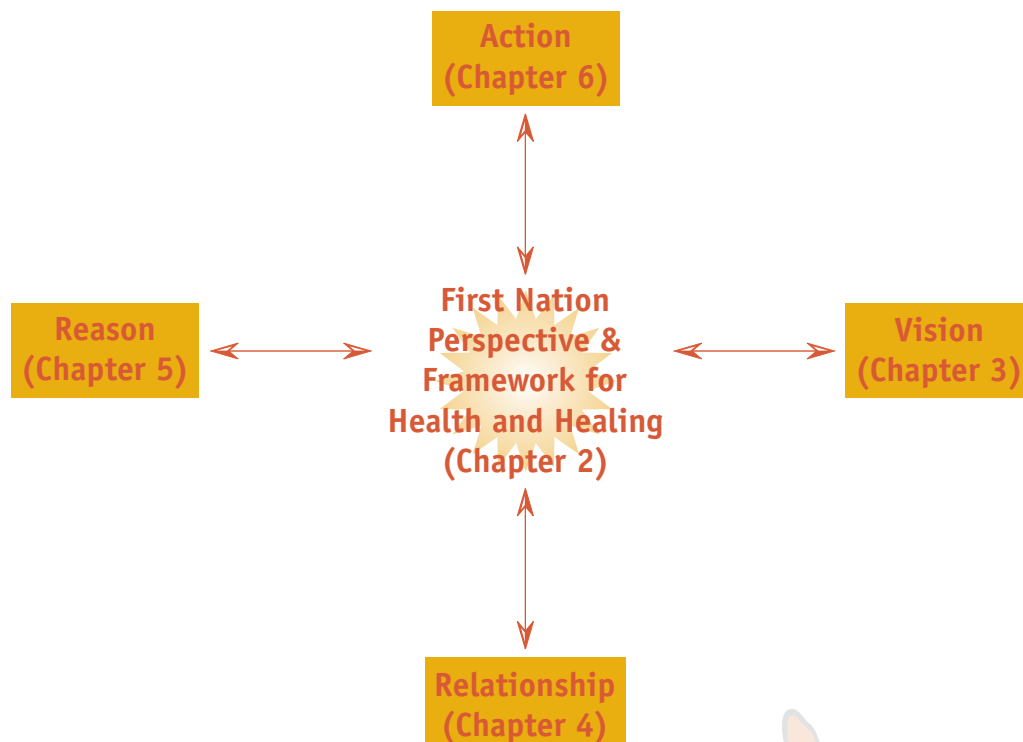 Action
(Chapter 6)
First Nation
Perspective &
Framework for
Health and Healing
(Chapter 2)
Reason
(Chapter 5)
Vision
(Chapter 3)
Relationship
(Chapter 4)